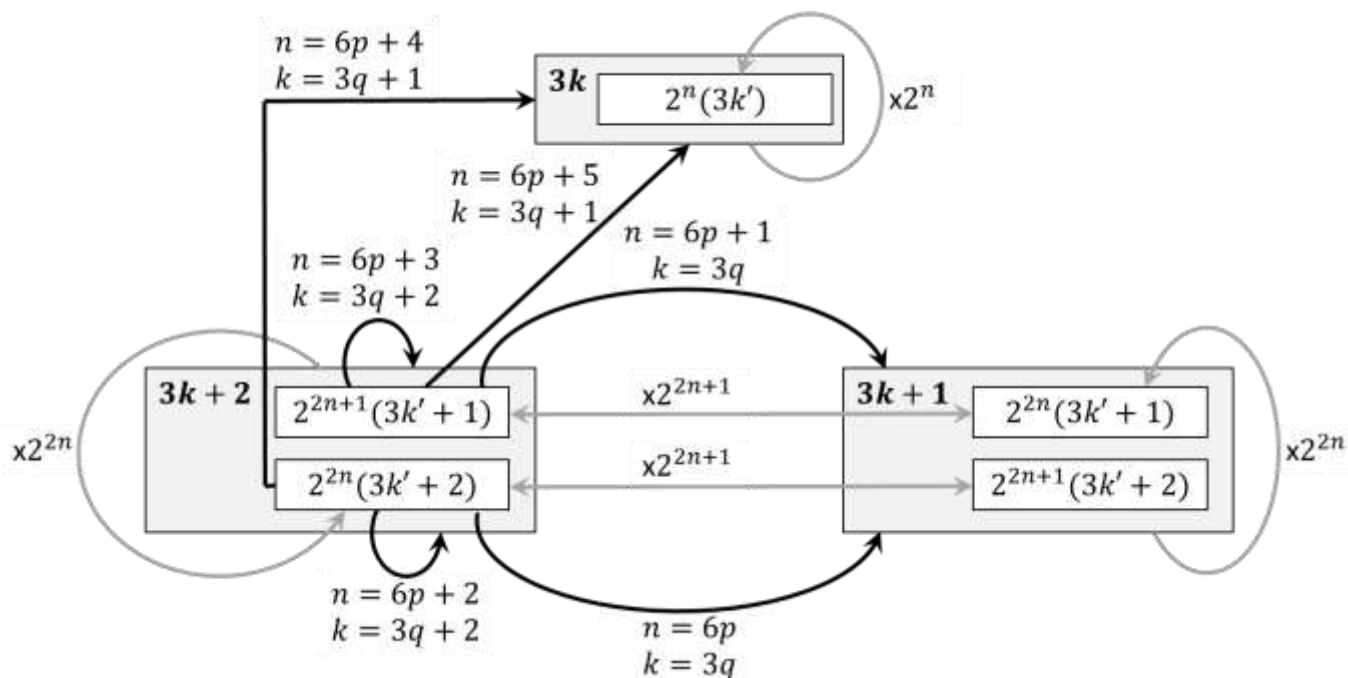 n = 6p + 4
k = 3q + 1
3k
2^n(3k′)
x2^n
n = 6p + 5
k = 3q + 1
n = 6p + 1
k = 3q
n = 6p + 3
k = 3q + 2
3k + 2
2^{2n+1}(3k′ + 1)
x2^{2n+1}
3k + 1
2^{2n}(3k′ + 1)
x2^{2n}
2^{2n}(3k′ + 2)
x2^{2n+1}
2^{2n+1}(3k′ + 2)
x2^{2n}
n = 6p + 2
k = 3q + 2
n = 6p
k = 3q